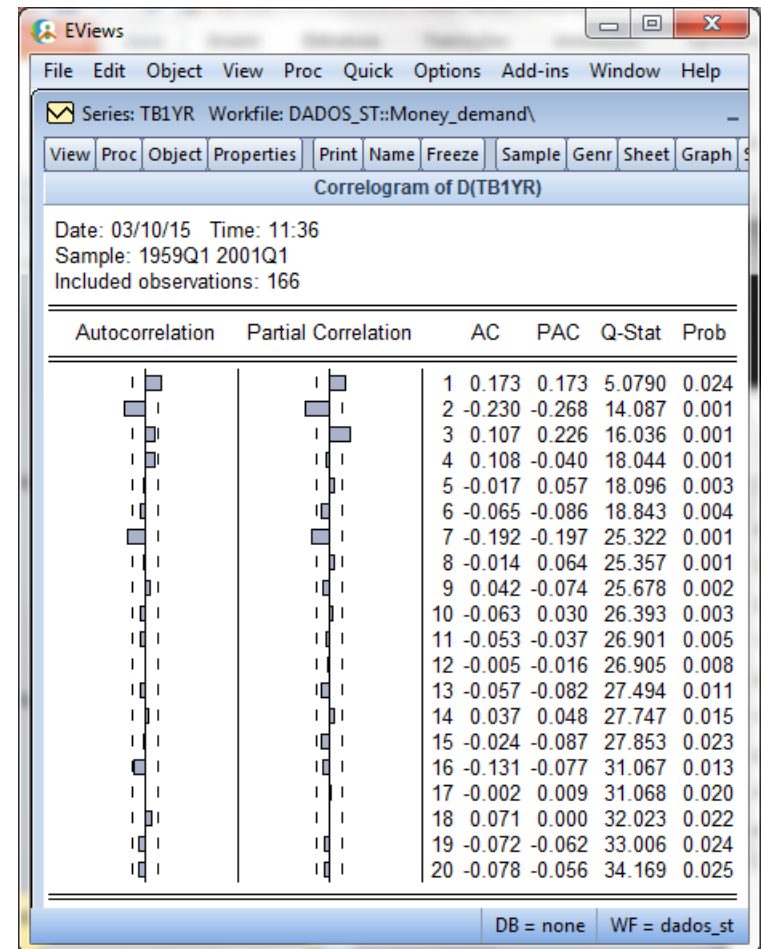 EViews
File Edit Object View Proc Quick Options Add-ins Window Help
Series: TB1YR Workfile: DADOS_ST::Money_demand\
View Proc Object Properties Print Name Freeze Sample Genr Sheet Graph
Correlogram of D(TB1YR)
Date: 03/10/15 Time: 11:36
Sample: 1959Q1 2001Q1
Included observations: 166
Autocorrelation Partial Correlation AC PAC Q-Stat Prob
1 0.173 0.173 5.0790 0.024
2 -0.230 -0.268 14.087 0.001
3 0.107 0.226 16.036 0.001
4 0.108 -0.040 18.044 0.001
5 -0.017 0.057 18.096 0.003
6 -0.065 -0.086 18.843 0.004
7 -0.192 -0.197 25.322 0.001
8 -0.014 0.064 25.357 0.001
9 0.042 -0.074 25.678 0.002
10 -0.063 0.030 26.393 0.003
11 -0.053 -0.037 26.901 0.005
12 -0.005 -0.016 26.905 0.008
13 -0.057 -0.082 27.494 0.011
14 0.037 0.048 27.747 0.015
15 -0.024 -0.087 27.853 0.023
16 -0.131 -0.077 31.067 0.013
17 -0.002 0.009 31.068 0.020
18 0.071 0.000 32.023 0.022
19 -0.072 -0.062 33.006 0.024
20 -0.078 -0.056 34.169 0.025
DB = none WF = dados_st